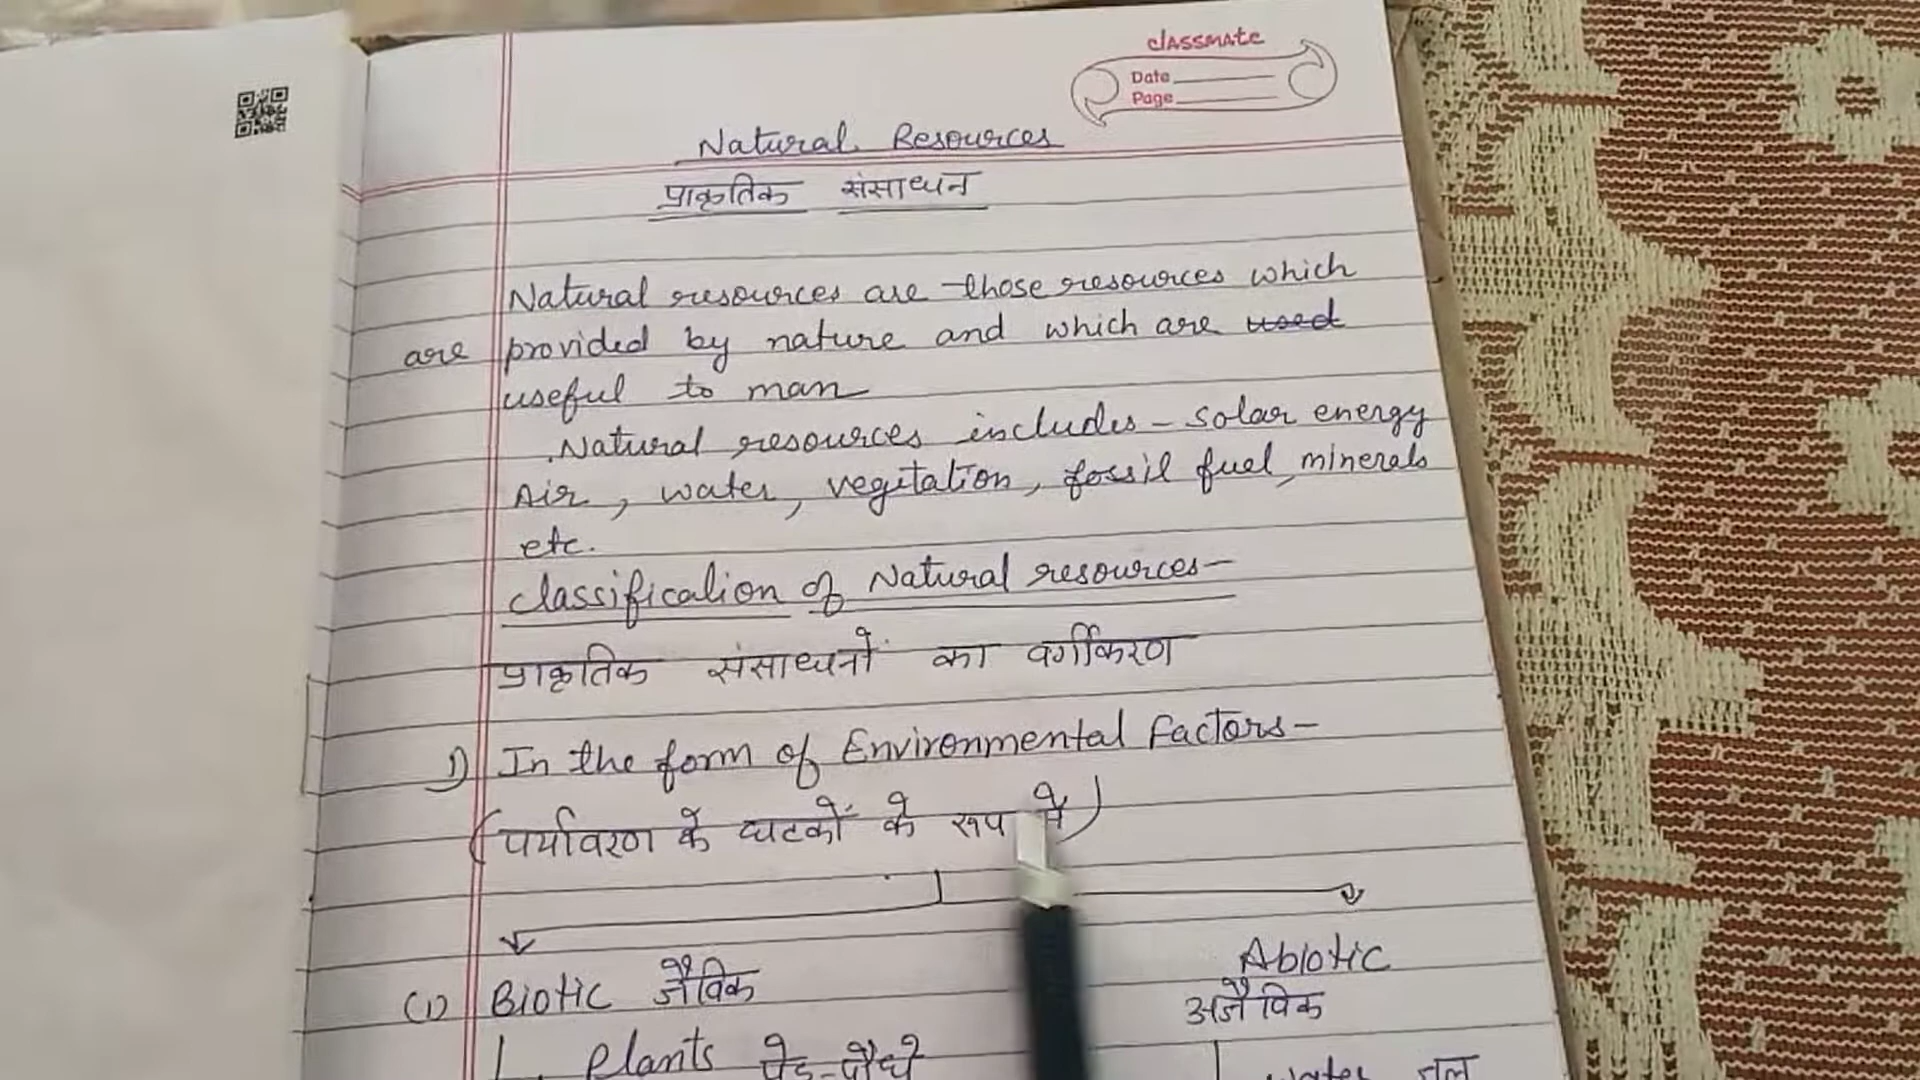 classmate
Date
Page
Natural Resources
प्राकृतिक संसाधन
Natural resources are those resources which
are provided by nature and which are used
useful to man
Natural resources includes - Solar energy
Air, water, vegitation, fossil fuel, minerals
etc.
Classification of Natural resources-
प्राकृतिक संसाधनों का वर्गीकरण
1) In the form of Environmental Factors-
(पर्यावरण के घटकों के रूप में)
(1) Biotic जैविक
Abiotic
अजैविक
Plants पेड़-पौधे
water जल